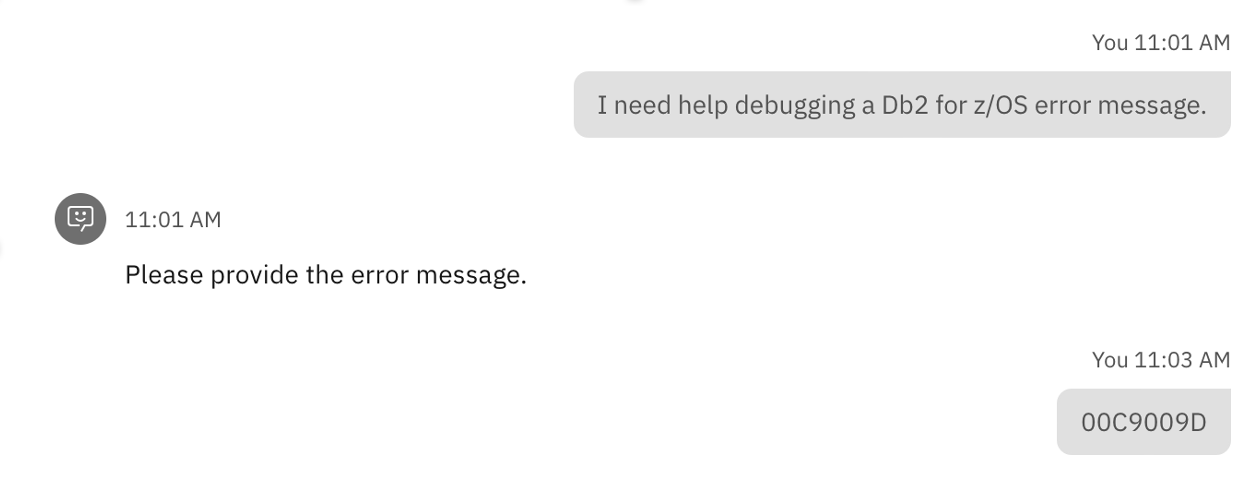 You 11:01 AM
I need help debugging a Db2 for z/OS error message.
11:01 AM
Please provide the error message.
You 11:03 AM
00C9009D